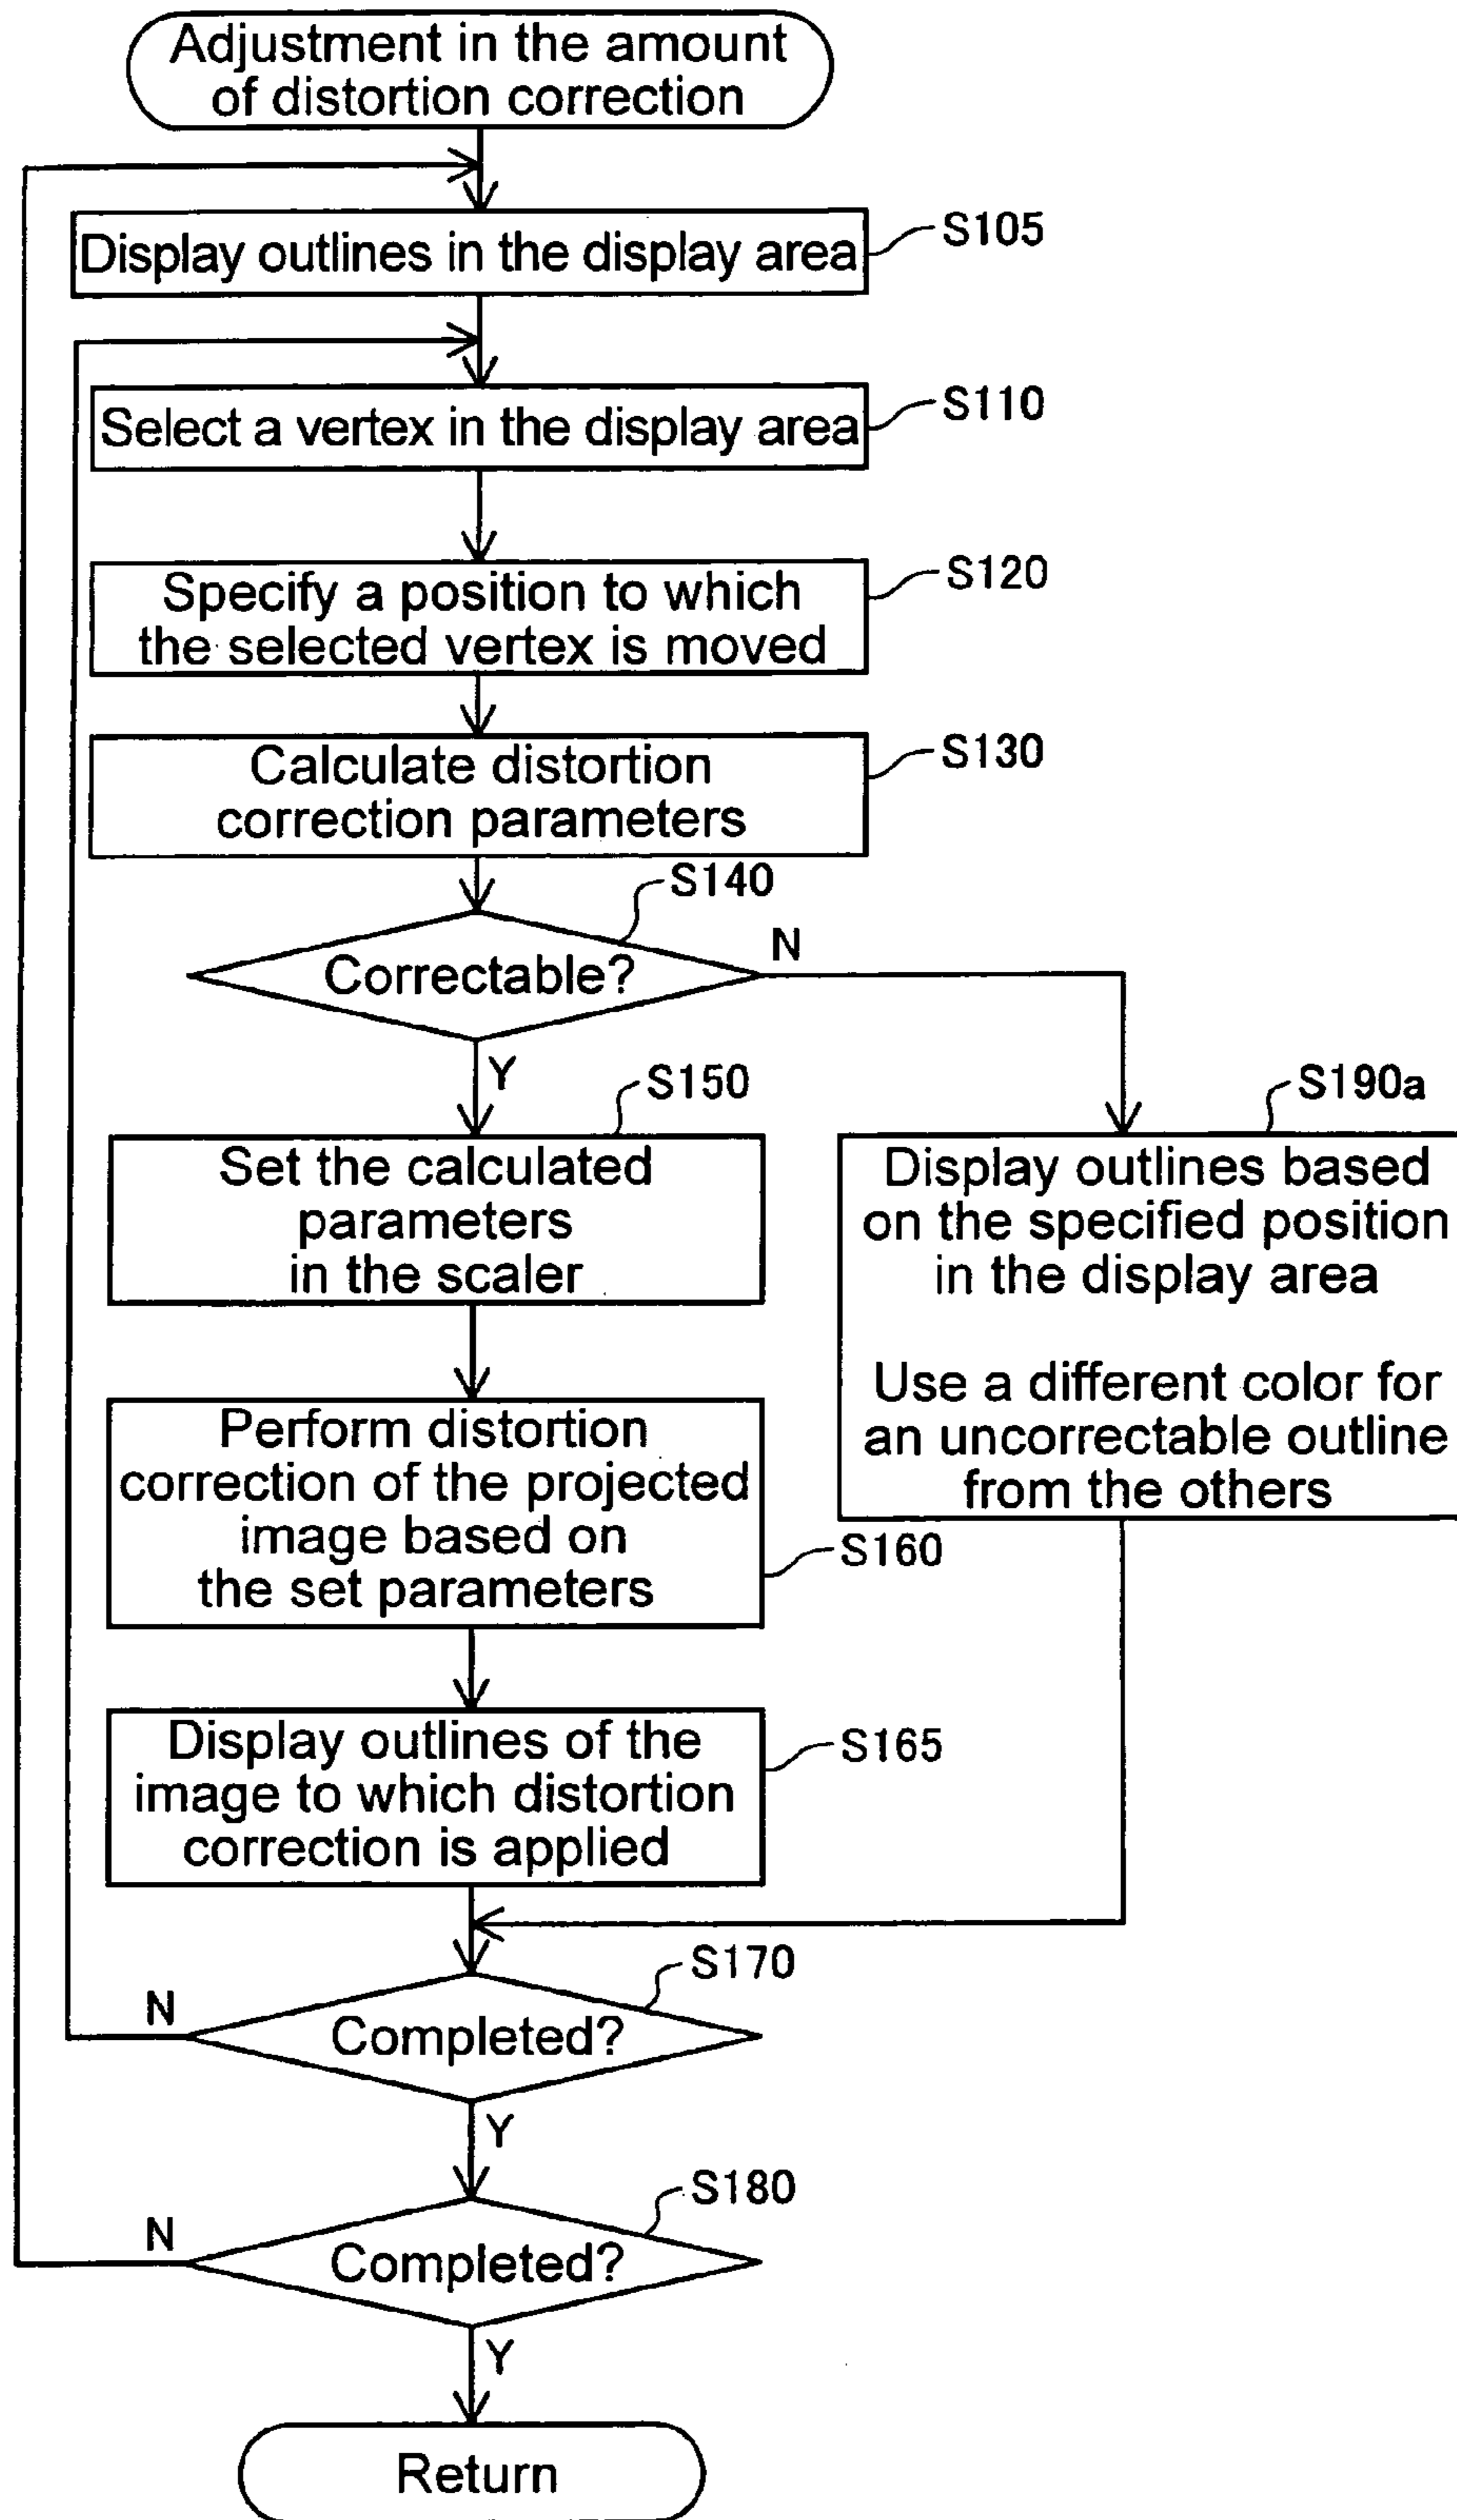 Adjustment in the amount
of distortion correction
Display outlines in the display area
S105
Select a vertex in the display area
S110
Specify a position to which
the selected vertex is moved
S120
Calculate distortion
correction parameters
S130
S140
Correctable?
N
Y
S150
Set the calculated
parameters
in the scaler
S190a
Display outlines based
on the specified position
in the display area
Use a different color for
an uncorrectable outline
from the others
Perform distortion
correction of the projected
image based on
the set parameters
S160
Display outlines of the
image to which distortion
correction is applied
S165
S170
N
Completed?
Y
S180
N
Completed?
Y
Return